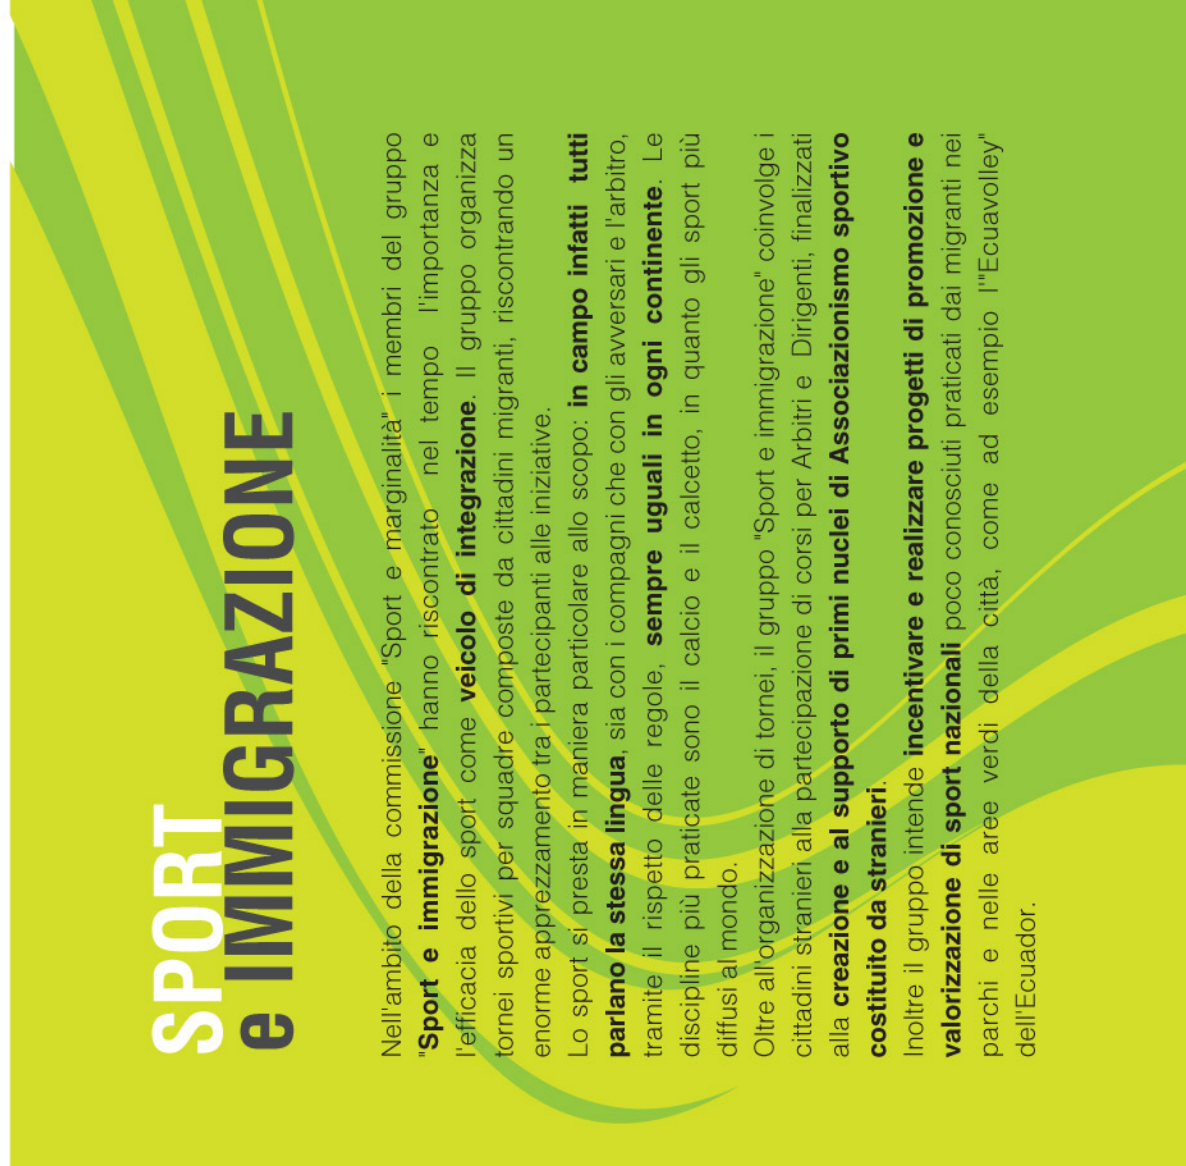 SPORT
e IMMIGRAZIONE
Nell'ambito della commissione "Sport e marginalità" i membri del gruppo
"Sport e immigrazione" hanno riscontrato nel tempo l'importanza e
l'efficacia dello sport come veicolo di integrazione. Il gruppo organizza
tornei sportivi per squadre composte da cittadini migranti, riscontrando un
enorme apprezzamento tra i partecipanti alle iniziative.
Lo sport si presta in maniera particolare allo scopo: in campo infatti tutti
parlano la stessa lingua, sia con i compagni che con gli avversari e l'arbitro,
tramite il rispetto delle regole, sempre uguali in ogni continente. Le
discipline più praticate sono il calcio e il calcetto, in quanto gli sport più
diffusi al mondo.
Oltre all'organizzazione di tornei, il gruppo "Sport e immigrazione" coinvolge i
cittadini stranieri alla partecipazione di corsi per Arbitri e Dirigenti, finalizzati
alla creazione e al supporto di primi nuclei di Associazionismo sportivo
costituito da stranieri.
Inoltre il gruppo intende incentivare e realizzare progetti di promozione e
valorizzazione di sport nazionali poco conosciuti praticati dai migranti nei
parchi e nelle aree verdi della città, come ad esempio l'"Ecuavolley"
dell'Ecuador.